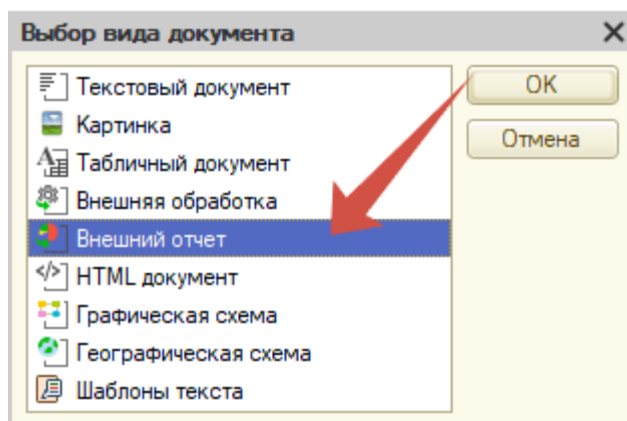 Выбор вида документа
Текстовый документ
Картинка
Табличный документ
Внешняя обработка
Внешний отчет
HTML документ
Графическая схема
Географическая схема
Шаблоны текста
ОК
Отмена